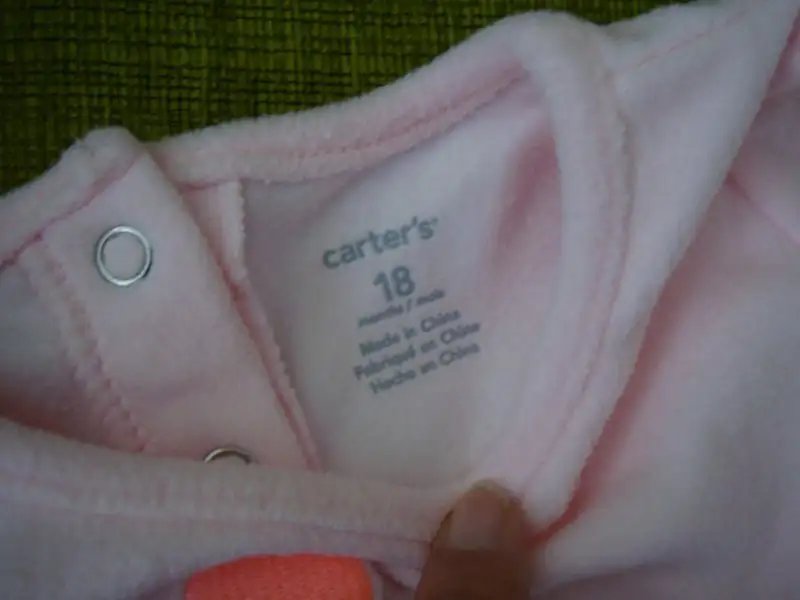 carter's
18
months / mois
Made in China
Fabriqué en Chine
Hecho en China